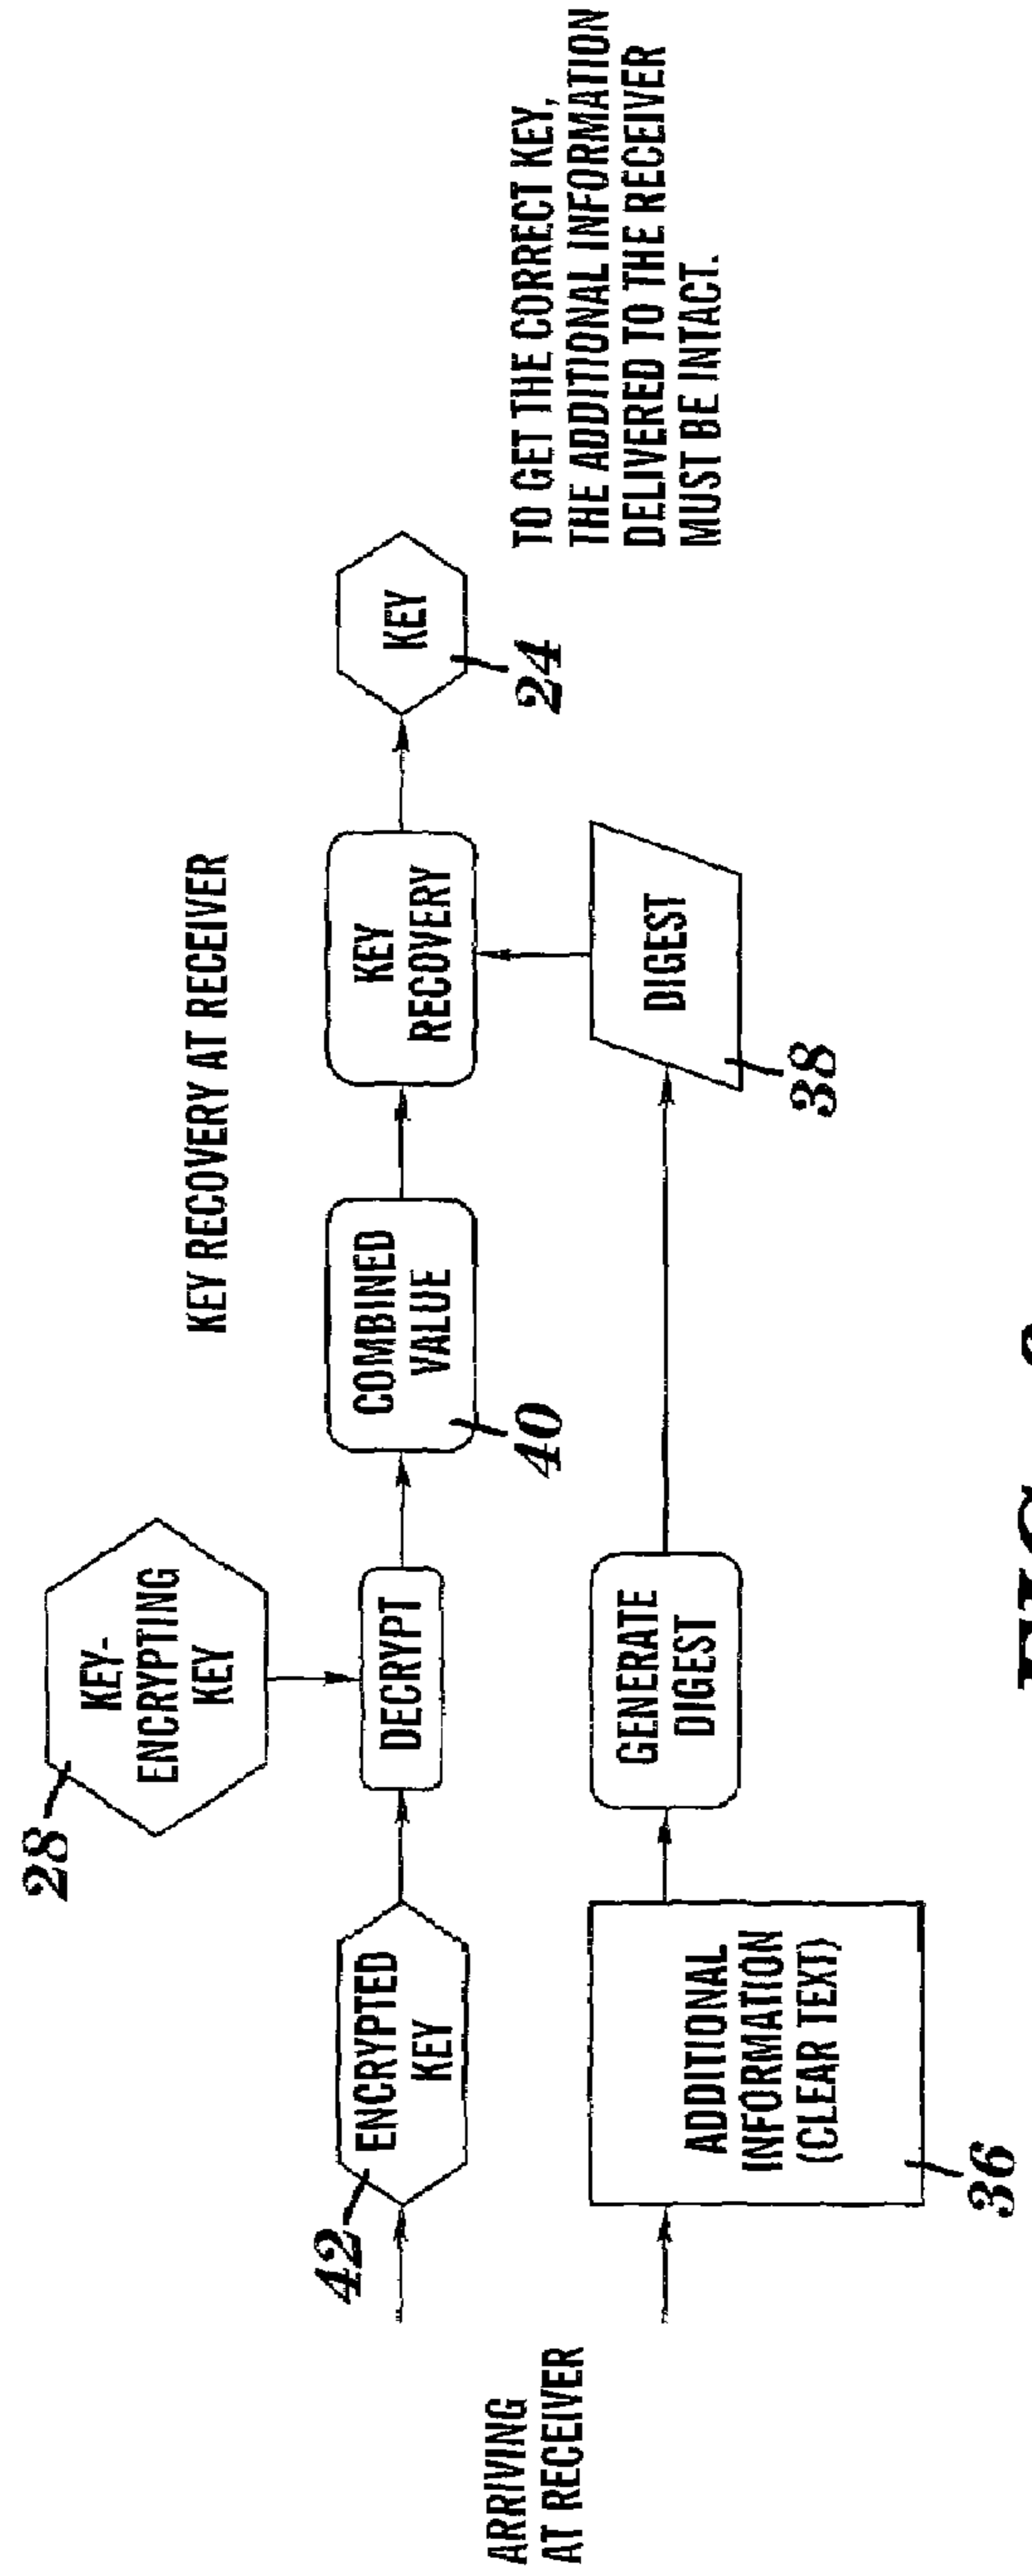 KEY RECOVERY AT RECEIVER
28
KEY-
ENCRYPTING
KEY
ARRIVING
AT RECEIVER
42
ENCRYPTED
KEY
DECRYPT
COMBINED
VALUE
40
KEY
RECOVERY
KEY
24
ADDITIONAL
INFORMATION
(CLEAR TEXT)
36
GENERATE
DIGEST
DIGEST
38
TO GET THE CORRECT KEY,
THE ADDITIONAL INFORMATION
DELIVERED TO THE RECEIVER
MUST BE INTACT.